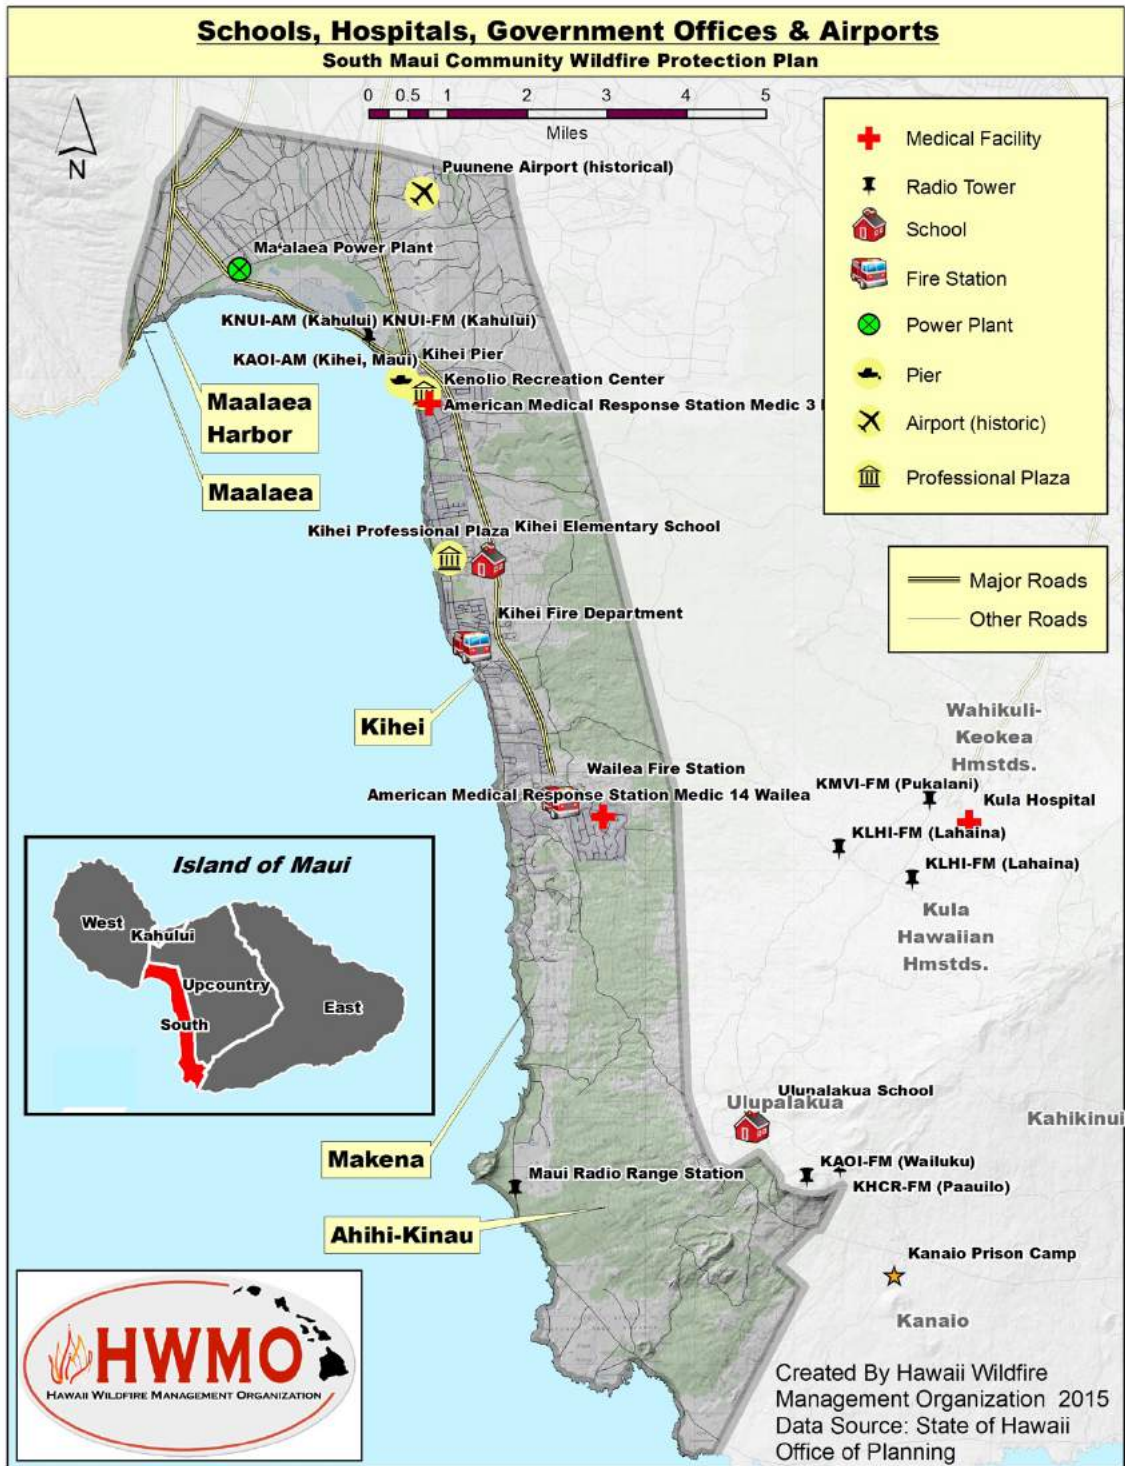 Schools, Hospitals, Government Offices & Airports
South Maui Community Wildfire Protection Plan
0 0.5 1 2 3 4 5
Miles
N
Medical Facility
Radio Tower
School
Fire Station
Power Plant
Pier
Airport (historic)
Professional Plaza
Major Roads
Other Roads
Puunene Airport (historical)
Ma'alaea Power Plant
KNUI-AM (Kahului) KNUI-FM (Kahului)
KAOI-AM (Kihei, Maui)
Kihei Pier
Kenolio Recreation Center
American Medical Response Station Medic 3
Maalaea
Harbor
Maalaea
Kihei Professional Plaza
Kihei Elementary School
Kihei Fire Department
Kihei
Wailea Fire Station
American Medical Response Station Medic 14 Wailea
Wahikuli-
Keokea
Hmstds.
KMVI-FM (Pukalani)
Kula Hospital
KLHI-FM (Lahaina)
KLHI-FM (Lahaina)
Kula
Hawaiian
Hmstds.
Island of Maui
West
Kahului
Upcountry
South
East
Ulupalakua School
Ulupalakua
Kahikinui
Makena
Maui Radio Range Station
KAOI-FM (Wailuku)
KHCR-FM (Paauilo)
Ahihi-Kinau
Kanaio Prison Camp
Kanaio
HWMO
HAWAII WILDFIRE MANAGEMENT ORGANIZATION
Created By Hawaii Wildfire
Management Organization 2015
Data Source: State of Hawaii
Office of Planning